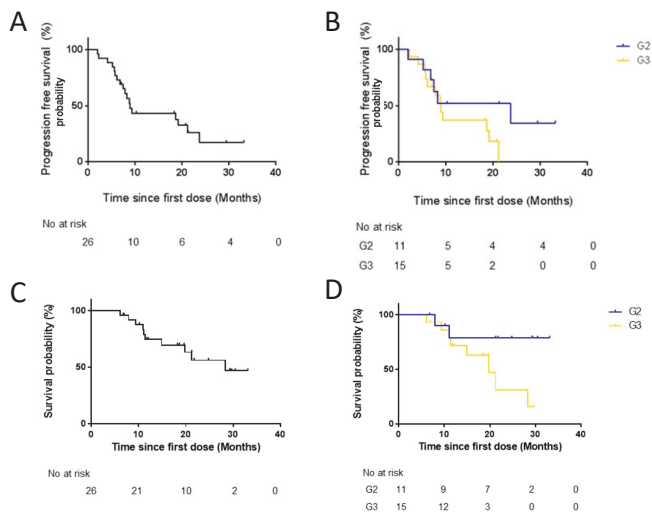 A
Progression free survival (%)
probability
100
50
0
0 10 20 30 40
Time since first dose (Months)
No at risk
26 10 6 4 0
B
G2
G3
Progression free survival (%)
probability
100
50
0
0 10 20 30 40
Time since first dose (Months)
No at risk
G2 11 5 4 4 0
G3 15 5 2 0 0
C
Survival probability (%)
100
50
0
0 10 20 30 40
Time since first dose (Months)
No at risk
26 21 10 2 0
D
G2
G3
Survival probability (%)
100
50
0
0 10 20 30 40
Time since first dose (Months)
No at risk
G2 11 9 7 2 0
G3 15 12 3 0 0